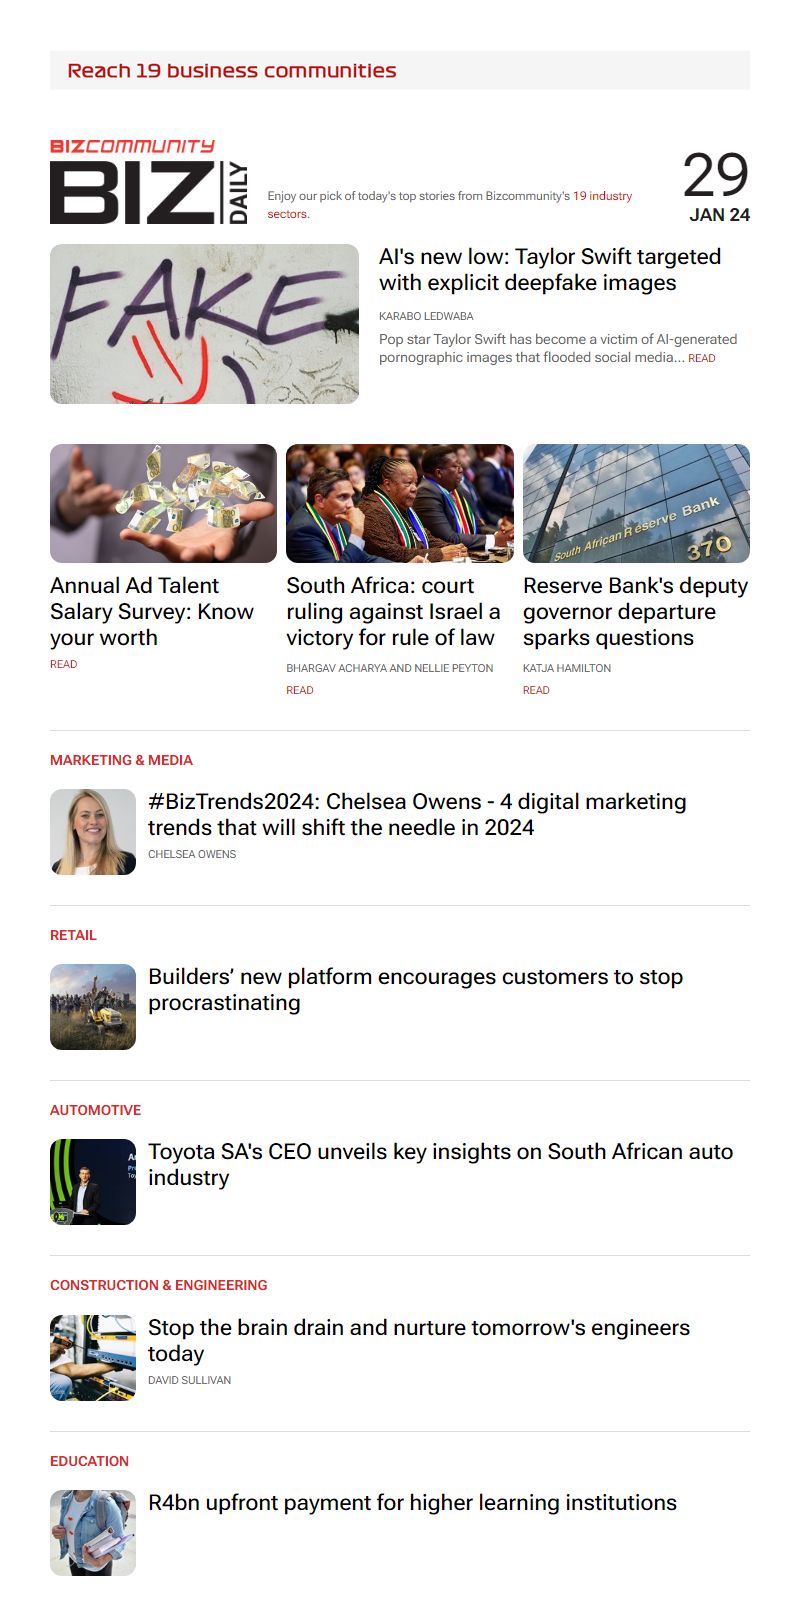 Reach 19 business communities
BIZCOMMUNITY
BIZ DAILY
Enjoy our pick of today's top stories from Bizcommunity's 19 industry
sectors.
29
JAN 24
FAKE
AI's new low: Taylor Swift targeted
with explicit deepfake images
KARABO LEDWABA
Pop star Taylor Swift has become a victim of AI-generated
pornographic images that flooded social media... READ
200
South African Reserve Bank
370
Annual Ad Talent
Salary Survey: Know
your worth
READ
South Africa: court
ruling against Israel a
victory for rule of law
BHARGAV ACHARYA AND NELLIE PEYTON
READ
Reserve Bank's deputy
governor departure
sparks questions
KATJA HAMILTON
READ
MARKETING & MEDIA
#BizTrends2024: Chelsea Owens - 4 digital marketing
trends that will shift the needle in 2024
CHELSEA OWENS
RETAIL
Builders’ new platform encourages customers to stop
procrastinating
AUTOMOTIVE
Toyota SA's CEO unveils key insights on South African auto
industry
CONSTRUCTION & ENGINEERING
Stop the brain drain and nurture tomorrow's engineers
today
DAVID SULLIVAN
EDUCATION
R4bn upfront payment for higher learning institutions